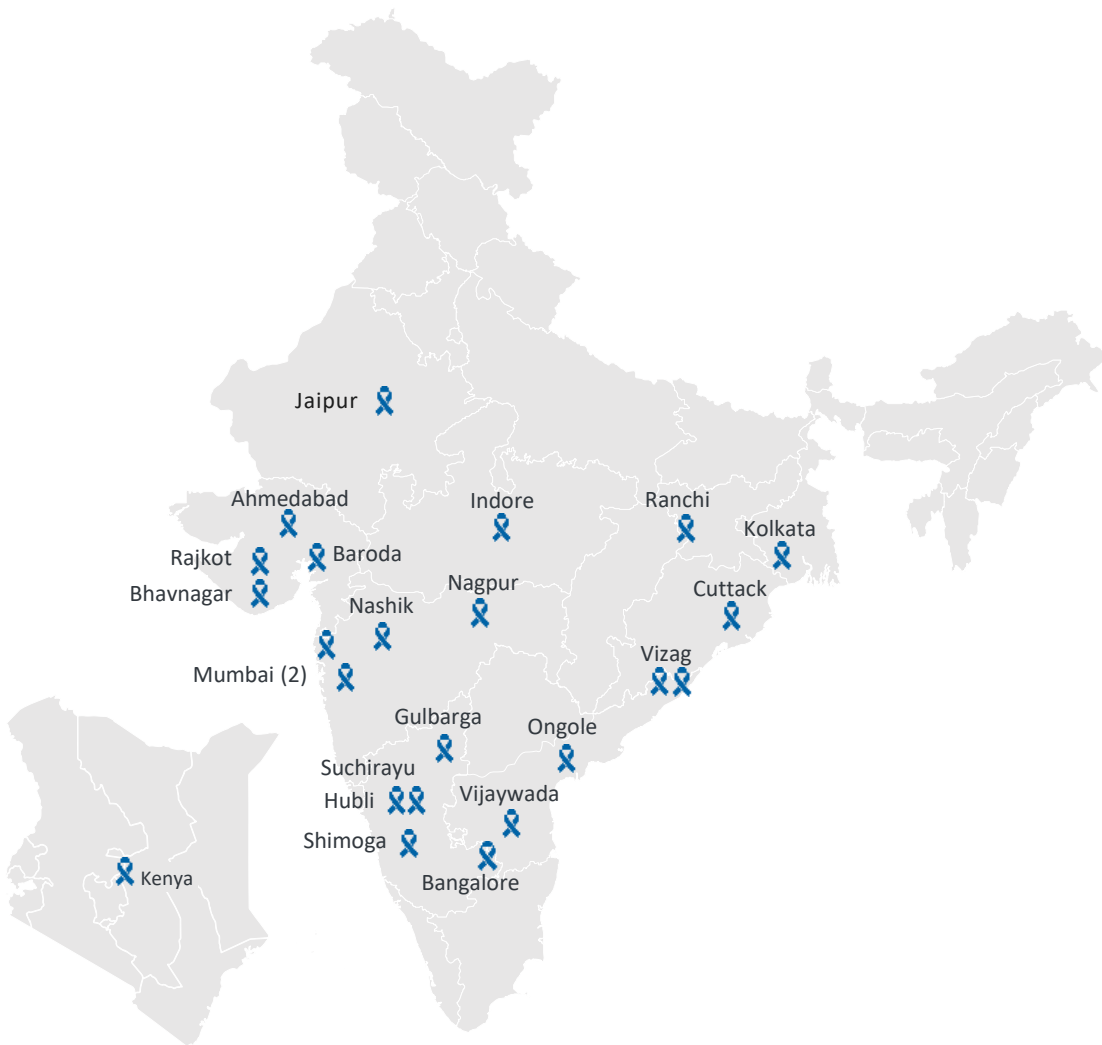 Jaipur
Ahmedabad
Indore
Ranchi
Kolkata
Rajkot
Baroda
Bhavnagar
Nagpur
Cuttack
Nashik
Vizag
Mumbai (2)
Gulbarga
Ongole
Suchirayu
Hubli
Vijaywada
Shimoga
Bangalore
Kenya